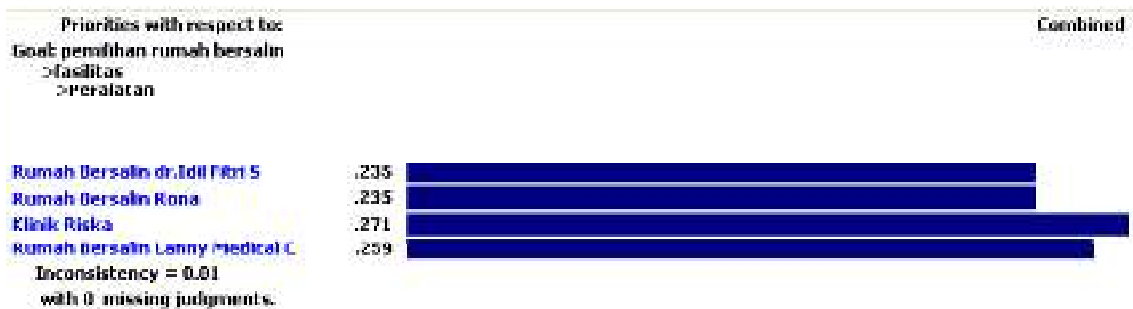 Priorities with respect to:
Combined
Goal: pemilihan rumah bersalin
>fasilitas
>Peralatan
Rumah Bersalin dr.Idil Fitri S .235
Rumah Bersalin Rona .235
Klinik Riska .271
Rumah Bersalin Lanny Medical C .259
Inconsistency = 0.01
with 0 missing judgments.